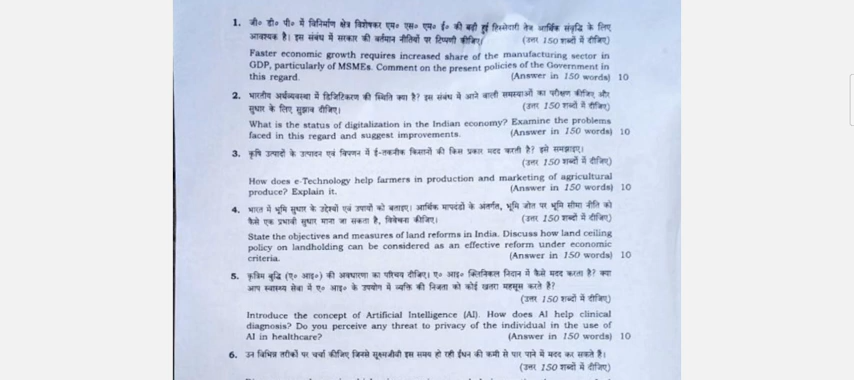 1. जी॰ डी॰ पी॰ में विनिर्माण क्षेत्र विशेषकर एम॰ एस॰ एम॰ ई॰ की बढ़ी हुई हिस्सेदारी तेज आर्थिक संवृद्धि के लिए
आवश्यक है। इस संबंध में सरकार की वर्तमान नीतियों पर टिप्पणी कीजिए। (उत्तर 150 शब्दों में दीजिए)
Faster economic growth requires increased share of the manufacturing sector in
GDP, particularly of MSMEs. Comment on the present policies of the Government in
this regard. (Answer in 150 words) 10
2. भारतीय अर्थव्यवस्था में डिजिटिकरण की स्थिति क्या है? इस संबंध में आने वाली समस्याओं का परीक्षण कीजिए और
सुधार के लिए सुझाव दीजिए। (उत्तर 150 शब्दों में दीजिए)
What is the status of digitalization in the Indian economy? Examine the problems
faced in this regard and suggest improvements. (Answer in 150 words) 10
3. कृषि उत्पादों के उत्पादन एवं विपणन में ई-तकनीक किसानों की किस प्रकार मदद करती है? इसे समझाइए।
(उत्तर 150 शब्दों में दीजिए)
How does e-Technology help farmers in production and marketing of agricultural
produce? Explain it. (Answer in 150 words) 10
4. भारत में भूमि सुधार के उद्देश्यों एवं उपायों को बताइए। आर्थिक मापदंडों के अंतर्गत, भूमि जोत पर भूमि सीमा नीति को
कैसे एक प्रभावी सुधार माना जा सकता है, विवेचना कीजिए। (उत्तर 150 शब्दों में दीजिए)
State the objectives and measures of land reforms in India. Discuss how land ceiling
policy on landholding can be considered as an effective reform under economic
criteria. (Answer in 150 words) 10
5. कृत्रिम बुद्धि (ए॰ आइ॰) की अवधारणा का परिचय दीजिए। ए॰ आइ॰ क्लिनिकल निदान में कैसे मदद करता है? क्या
आप स्वास्थ्य सेवा में ए॰ आइ॰ के उपयोग में व्यक्ति की निजता को कोई खतरा महसूस करते हैं?
(उत्तर 150 शब्दों में दीजिए)
Introduce the concept of Artificial Intelligence (AI). How does AI help clinical
diagnosis? Do you perceive any threat to privacy of the individual in the use of
AI in healthcare? (Answer in 150 words) 10
6. उन विभिन्न तरीकों पर चर्चा कीजिए जिनसे सूक्ष्मजीवी इस समय हो रही ईंधन की कमी से पार पाने में मदद कर सकते हैं।
(उत्तर 150 शब्दों में दीजिए)